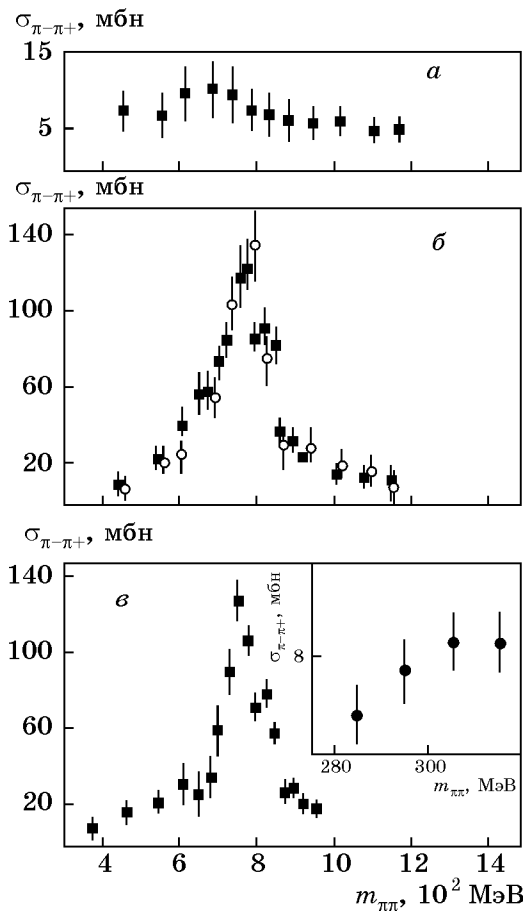 σπ−π+, мбн
15
5
а
σπ−π+, мбн
140
100
60
20
б
σπ−π+, мбн
140
100
60
20
в
σπ−π+, мбн
8
280 300
mππ, МэВ
4 6 8 10 12 14
mππ, 10² МэВ